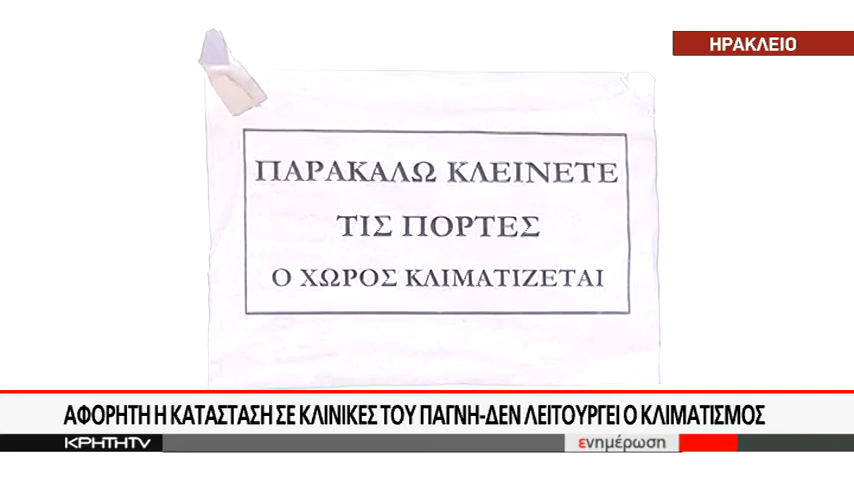 ΗΡΑΚΛΕΙΟ
ΠΑΡΑΚΑΛΩ ΚΛΕΙΝΕΤΕ
ΤΙΣ ΠΟΡΤΕΣ
Ο ΧΩΡΟΣ ΚΛΙΜΑΤΙΖΕΤΑΙ
ΑΦΟΡΗΤΗ Η ΚΑΤΑΣΤΑΣΗ ΣΕ ΚΛΙΝΙΚΕΣ ΤΟΥ ΠΑΓΝΗ-ΔΕΝ ΛΕΙΤΟΥΡΓΕΙ Ο ΚΛΙΜΑΤΙΣΜΟΣ
ΚΡΗΤΗTV ενημέρωση